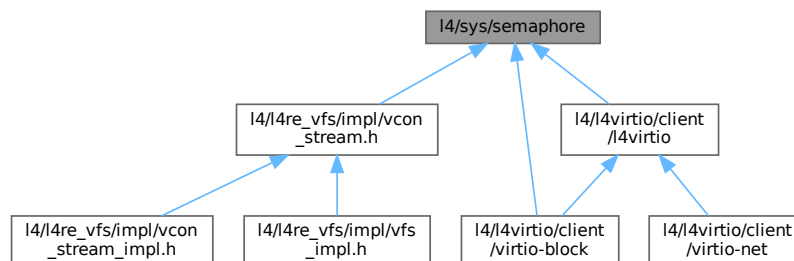 l4/sys/semaphore
l4/l4re_vfs/impl/vcon
_stream.h
l4/l4virtio/client
/l4virtio
l4/l4re_vfs/impl/vcon
_stream_impl.h
l4/l4re_vfs/impl/vfs
_impl.h
l4/l4virtio/client
/virtio-block
l4/l4virtio/client
/virtio-net